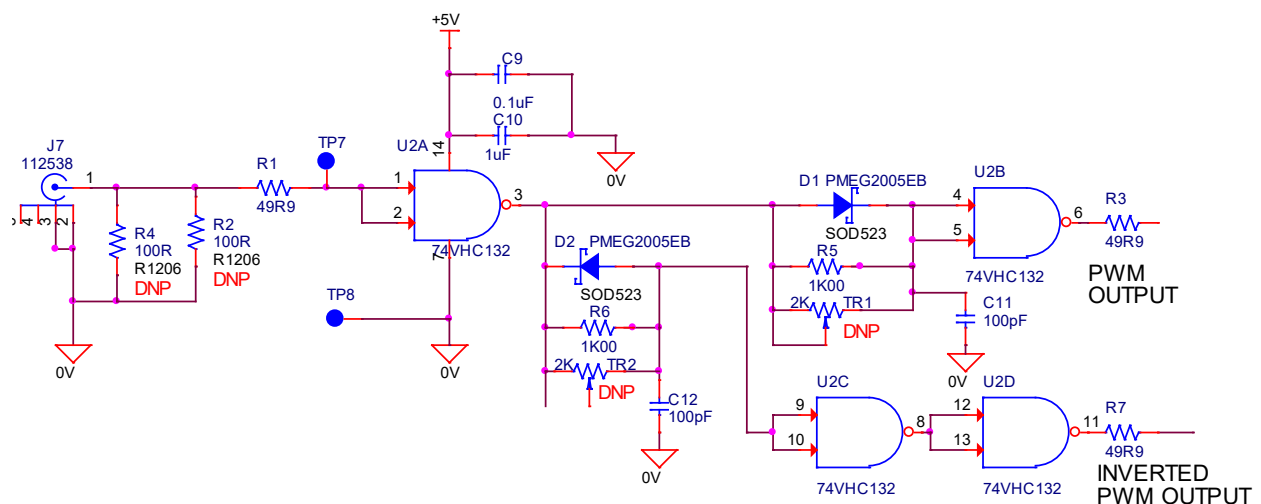 +5V
C9
0.1uF
C10
1uF
14
0V
J7
112538
1
5
4
3
2
R4
100R
R1206
DNP
R2
100R
R1206
DNP
0V
R1
49R9
TP7
U2A
1
2
3
74VHC132
7
TP8
0V
D2 PMEG2005EB
SOD523
R6
1K00
2K TR2
DNP
C12
100pF
0V
D1 PMEG2005EB
SOD523
R5
1K00
2K TR1
DNP
C11
100pF
0V
U2B
4
5
6
74VHC132
R3
49R9
PWM
OUTPUT
U2C
9
10
8
74VHC132
U2D
12
13
11
74VHC132
R7
49R9
INVERTED
PWM OUTPUT